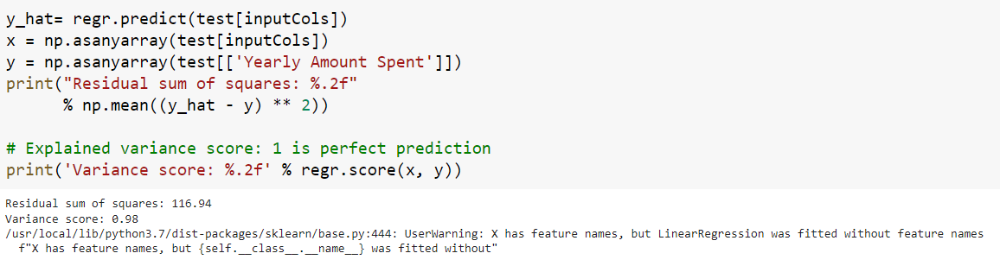 y_hat= regr.predict(test[inputCols])
x = np.asanyarray(test[inputCols])
y = np.asanyarray(test[['Yearly Amount Spent']])
print("Residual sum of squares: %.2f"
      % np.mean((y_hat - y) ** 2))

# Explained variance score: 1 is perfect prediction
print('Variance score: %.2f' % regr.score(x, y))
Residual sum of squares: 116.94
Variance score: 0.98
/usr/local/lib/python3.7/dist-packages/sklearn/base.py:444: UserWarning: X has feature names, but LinearRegression was fitted without feature names
  f"X has feature names, but {self.__class__.__name__} was fitted without"